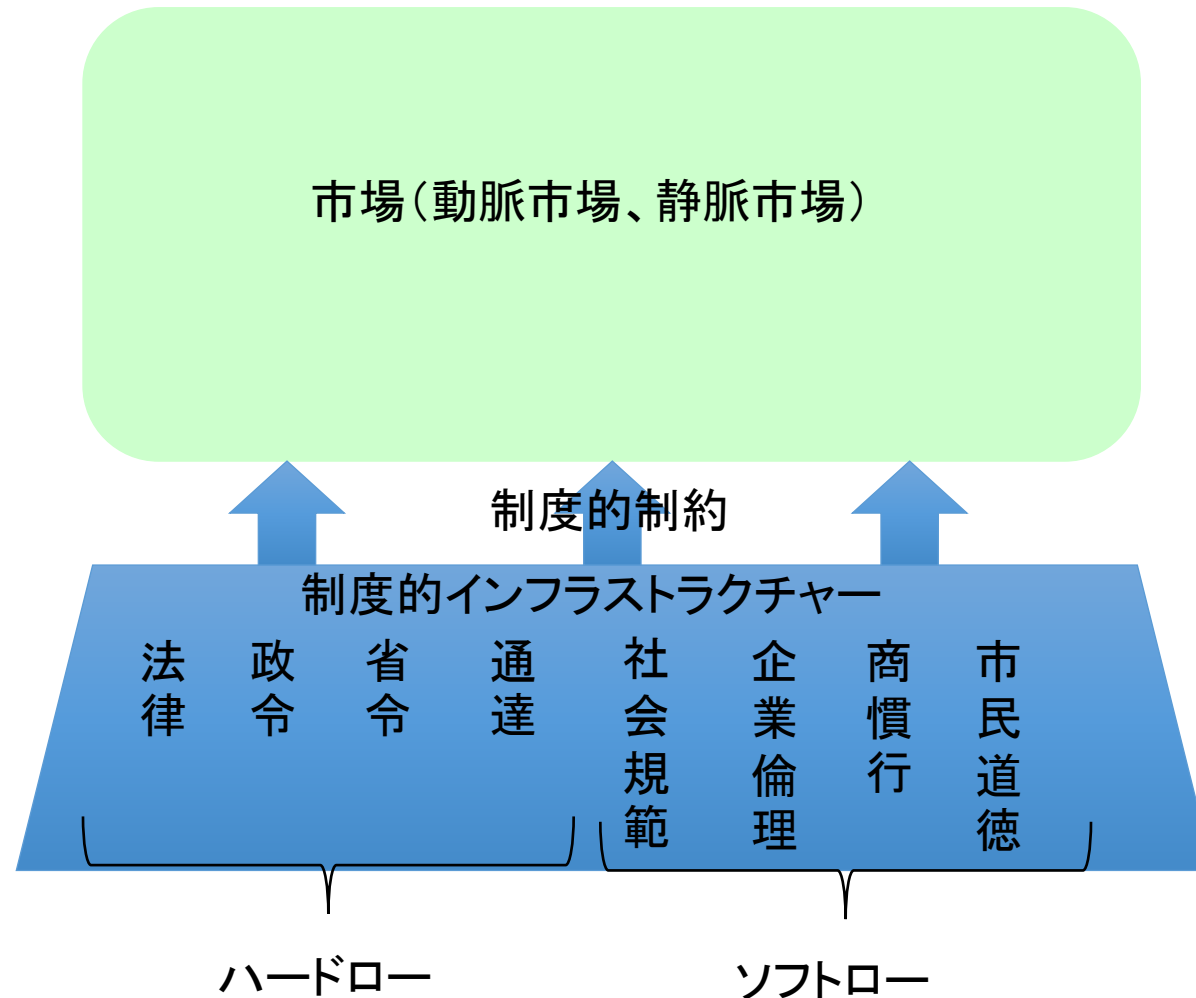 市場（動脈市場、静脈市場）
制度的制約
制度的インフラストラクチャー
法律
政令
省令
通達
社会規範
企業倫理
商慣行
市民道徳
ハードロー
ソフトロー